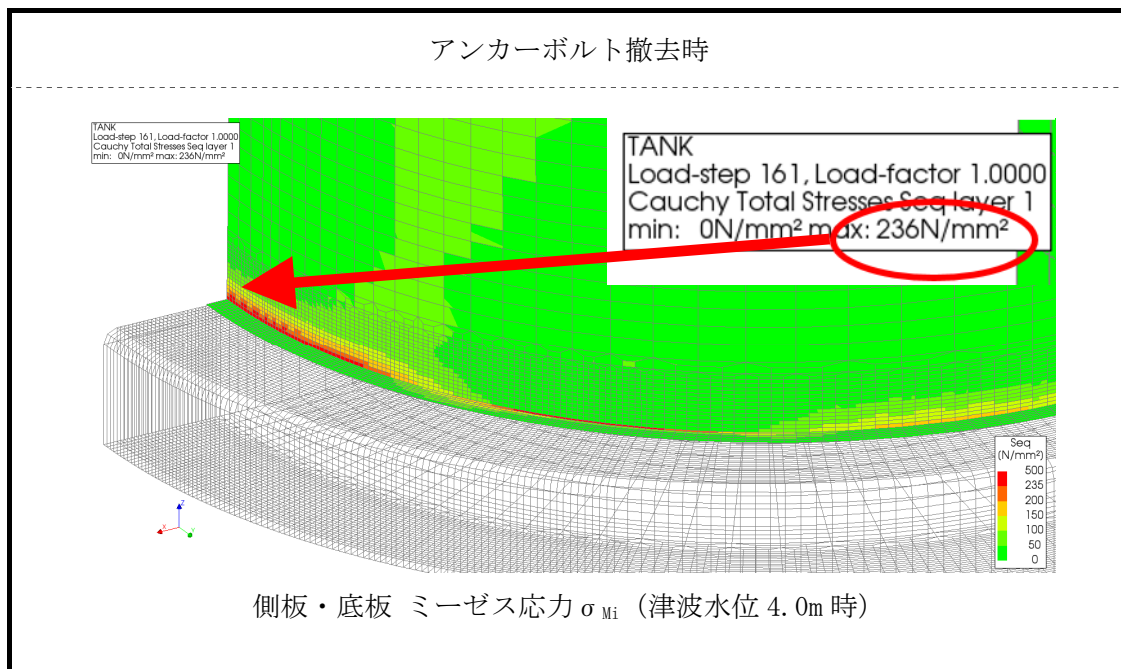 アンカーボルト撤去時
TANK
Load-step 161, Load-factor 1.0000
Cauchy Total Stresses Seq layer 1
min: 0N/mm² max: 236N/mm²
TANK
Load-step 161, Load-factor 1.0000
Cauchy Total Stresses Seq layer 1
min: 0N/mm² max: 236N/mm²
Seq
(N/mm²)
500
235
200
150
100
50
0
Z
X
Y
側板・底板 ミーゼス応力σMi（津波水位 4.0m 時）